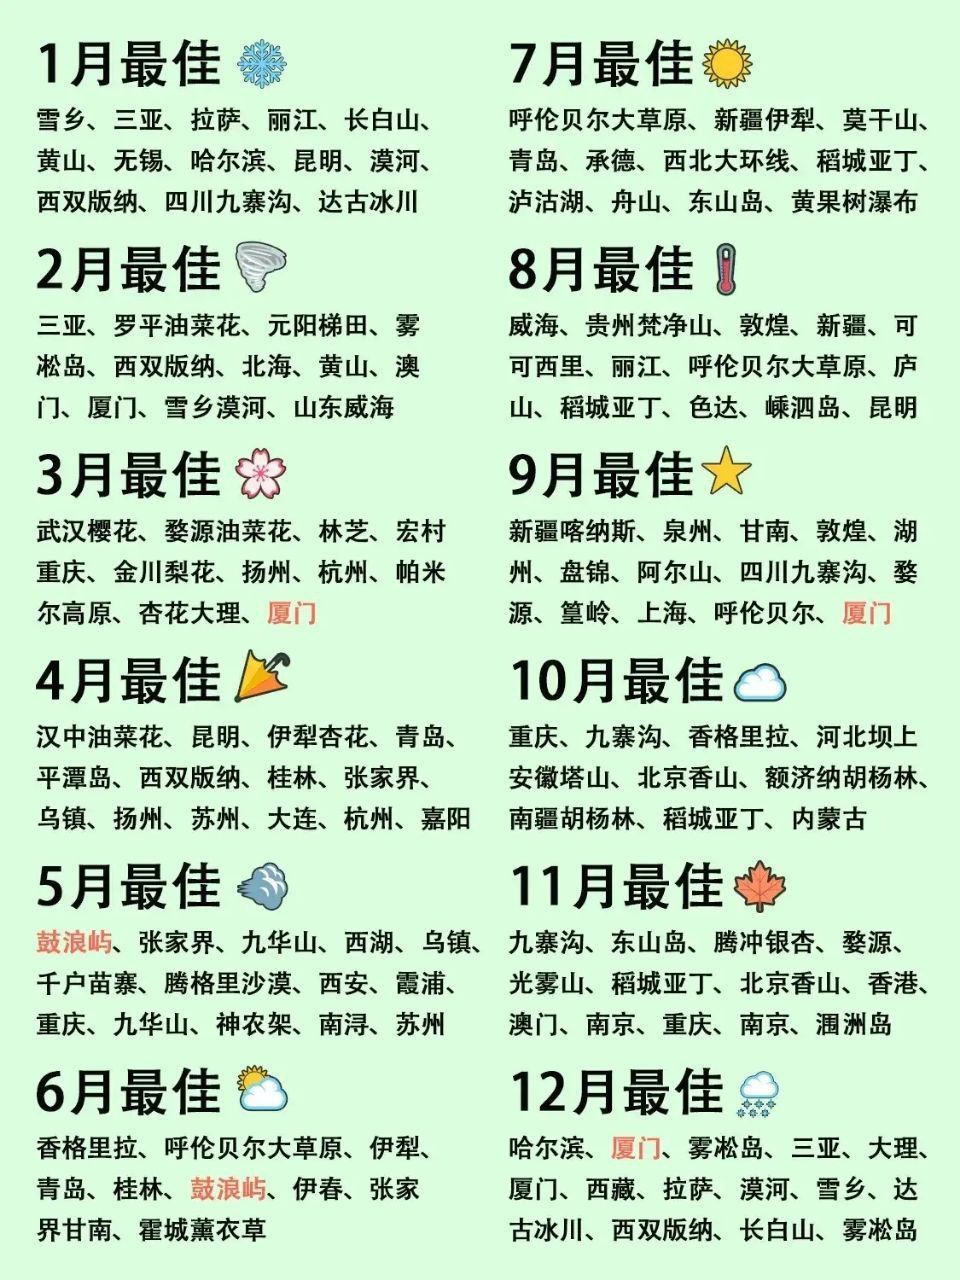 1月最佳
雪乡、三亚、拉萨、丽江、长白山、
黄山、无锡、哈尔滨、昆明、漠河、
西双版纳、四川九寨沟、达古冰川
2月最佳
三亚、罗平油菜花、元阳梯田、雾
凇岛、西双版纳、北海、黄山、澳
门、厦门、雪乡漠河、山东威海
3月最佳
武汉樱花、婺源油菜花、林芝、宏村
重庆、金川梨花、扬州、杭州、帕米
尔高原、杏花大理、厦门
4月最佳
汉中油菜花、昆明、伊犁杏花、青岛、
平潭岛、西双版纳、桂林、张家界、
乌镇、扬州、苏州、大连、杭州、嘉阳
5月最佳
鼓浪屿、张家界、九华山、西湖、乌镇、
千户苗寨、腾格里沙漠、西安、霞浦、
重庆、九华山、神农架、南浔、苏州
6月最佳
香格里拉、呼伦贝尔大草原、伊犁、
青岛、桂林、鼓浪屿、伊春、张家
界甘南、霍城薰衣草
7月最佳
呼伦贝尔大草原、新疆伊犁、莫干山、
青岛、承德、西北大环线、稻城亚丁、
泸沽湖、舟山、东山岛、黄果树瀑布
8月最佳
威海、贵州梵净山、敦煌、新疆、可
可西里、丽江、呼伦贝尔大草原、庐
山、稻城亚丁、色达、嵊泗岛、昆明
9月最佳
新疆喀纳斯、泉州、甘南、敦煌、湖
州、盘锦、阿尔山、四川九寨沟、婺
源、篁岭、上海、呼伦贝尔、厦门
10月最佳
重庆、九寨沟、香格里拉、河北坝上
安徽塔山、北京香山、额济纳胡杨林、
南疆胡杨林、稻城亚丁、内蒙古
11月最佳
九寨沟、东山岛、腾冲银杏、婺源、
光雾山、稻城亚丁、北京香山、香港、
澳门、南京、重庆、南京、涠洲岛
12月最佳
哈尔滨、厦门、雾凇岛、三亚、大理、
厦门、西藏、拉萨、漠河、雪乡、达
古冰川、西双版纳、长白山、雾凇岛